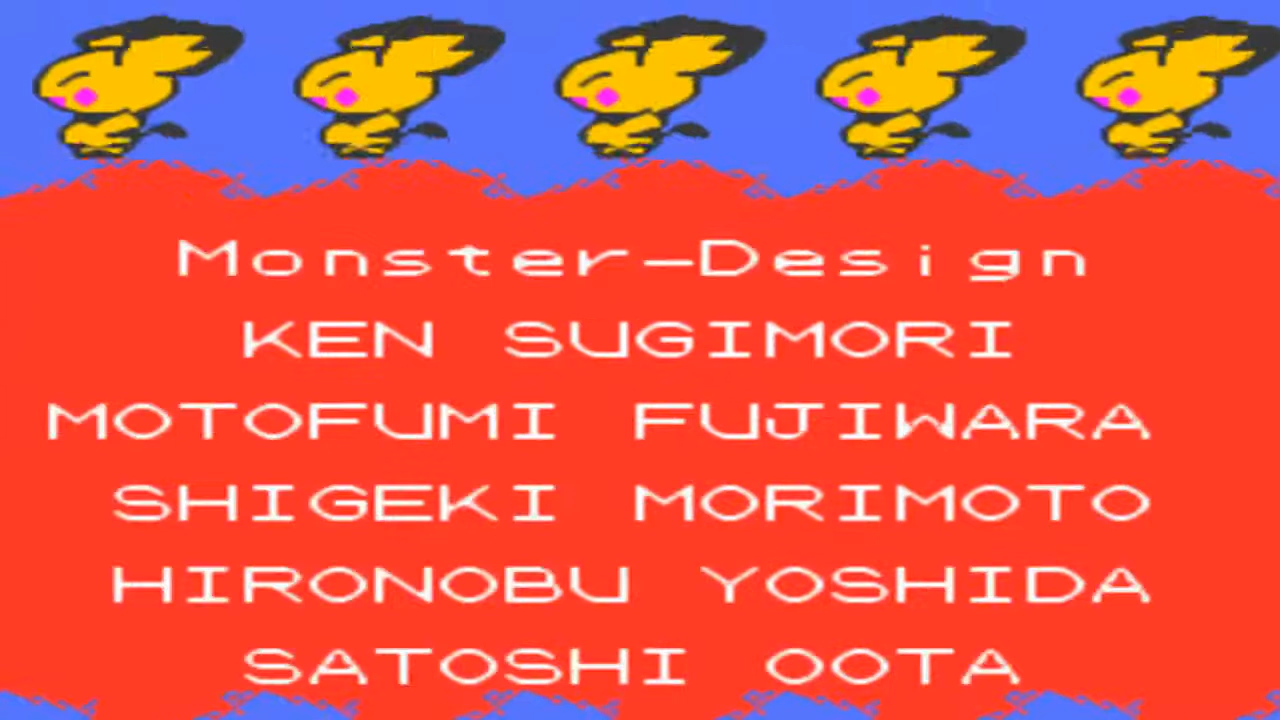 Monster-Design
KEN SUGIMORI
MOTOFUMI FUJIWARA
SHIGEKI MORIMOTO
HIRONOBU YOSHIDA
SATOSHI OOTA